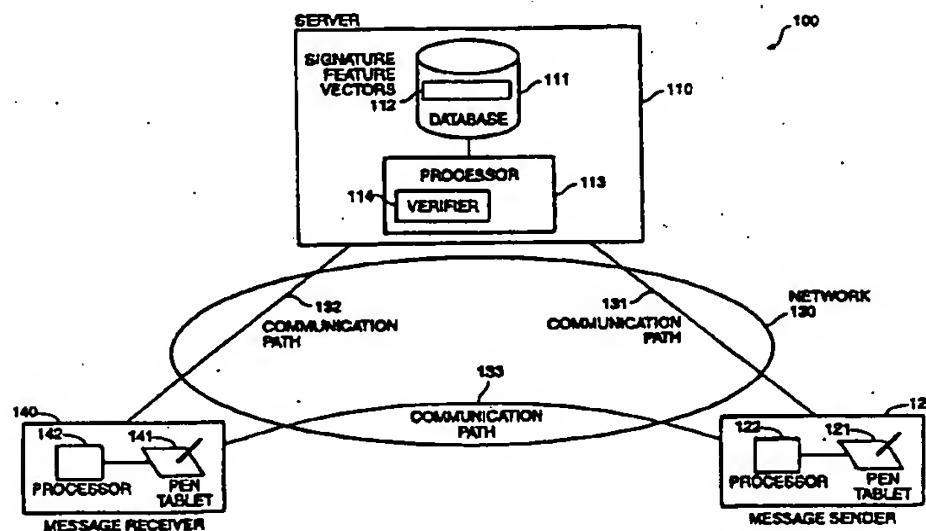 SERVER
100
SIGNATURE
FEATURE
VECTORS
112
111
DATABASE
110
PROCESSOR
113
114
VERIFIER
132
COMMUNICATION
PATH
131
COMMUNICATION
PATH
NETWORK
130
133
COMMUNICATION
PATH
140
142
141
PROCESSOR
PEN
TABLET
MESSAGE RECEIVER
12
122
121
PROCESSOR
PEN
TABLET
MESSAGE SENDER